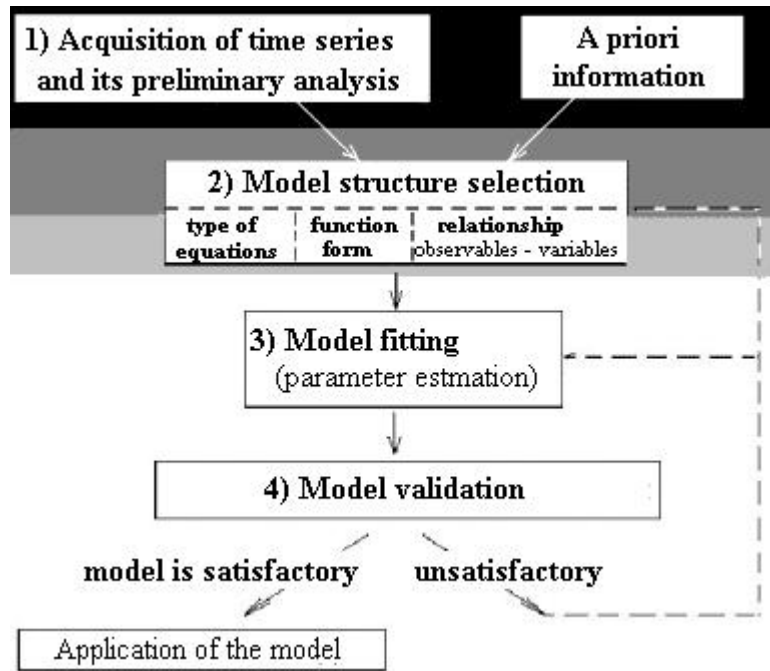 1) Acquisition of time series
and its preliminary analysis
A priori
information
2) Model structure selection
type of
equations
function
form
relationship
observables - variables
3) Model fitting
(parameter estmation)
4) Model validation
model is satisfactory
unsatisfactory
Application of the model